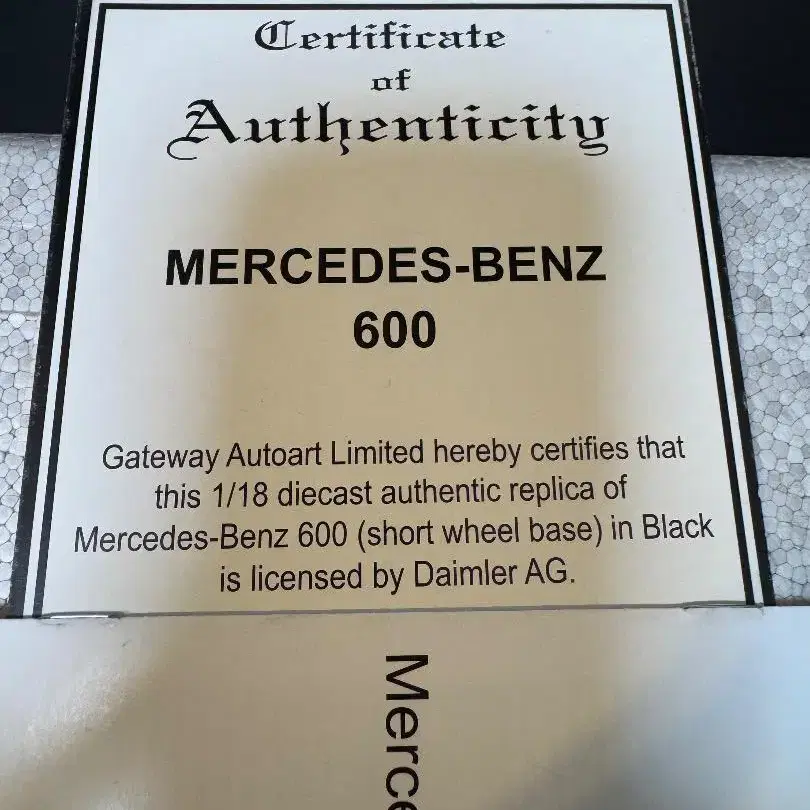 Certificate
of
Authenticity
MERCEDES-BENZ
600
Gateway Autoart Limited hereby certifies that
this 1/18 diecast authentic replica of
Mercedes-Benz 600 (short wheel base) in Black
is licensed by Daimler AG.
Merce